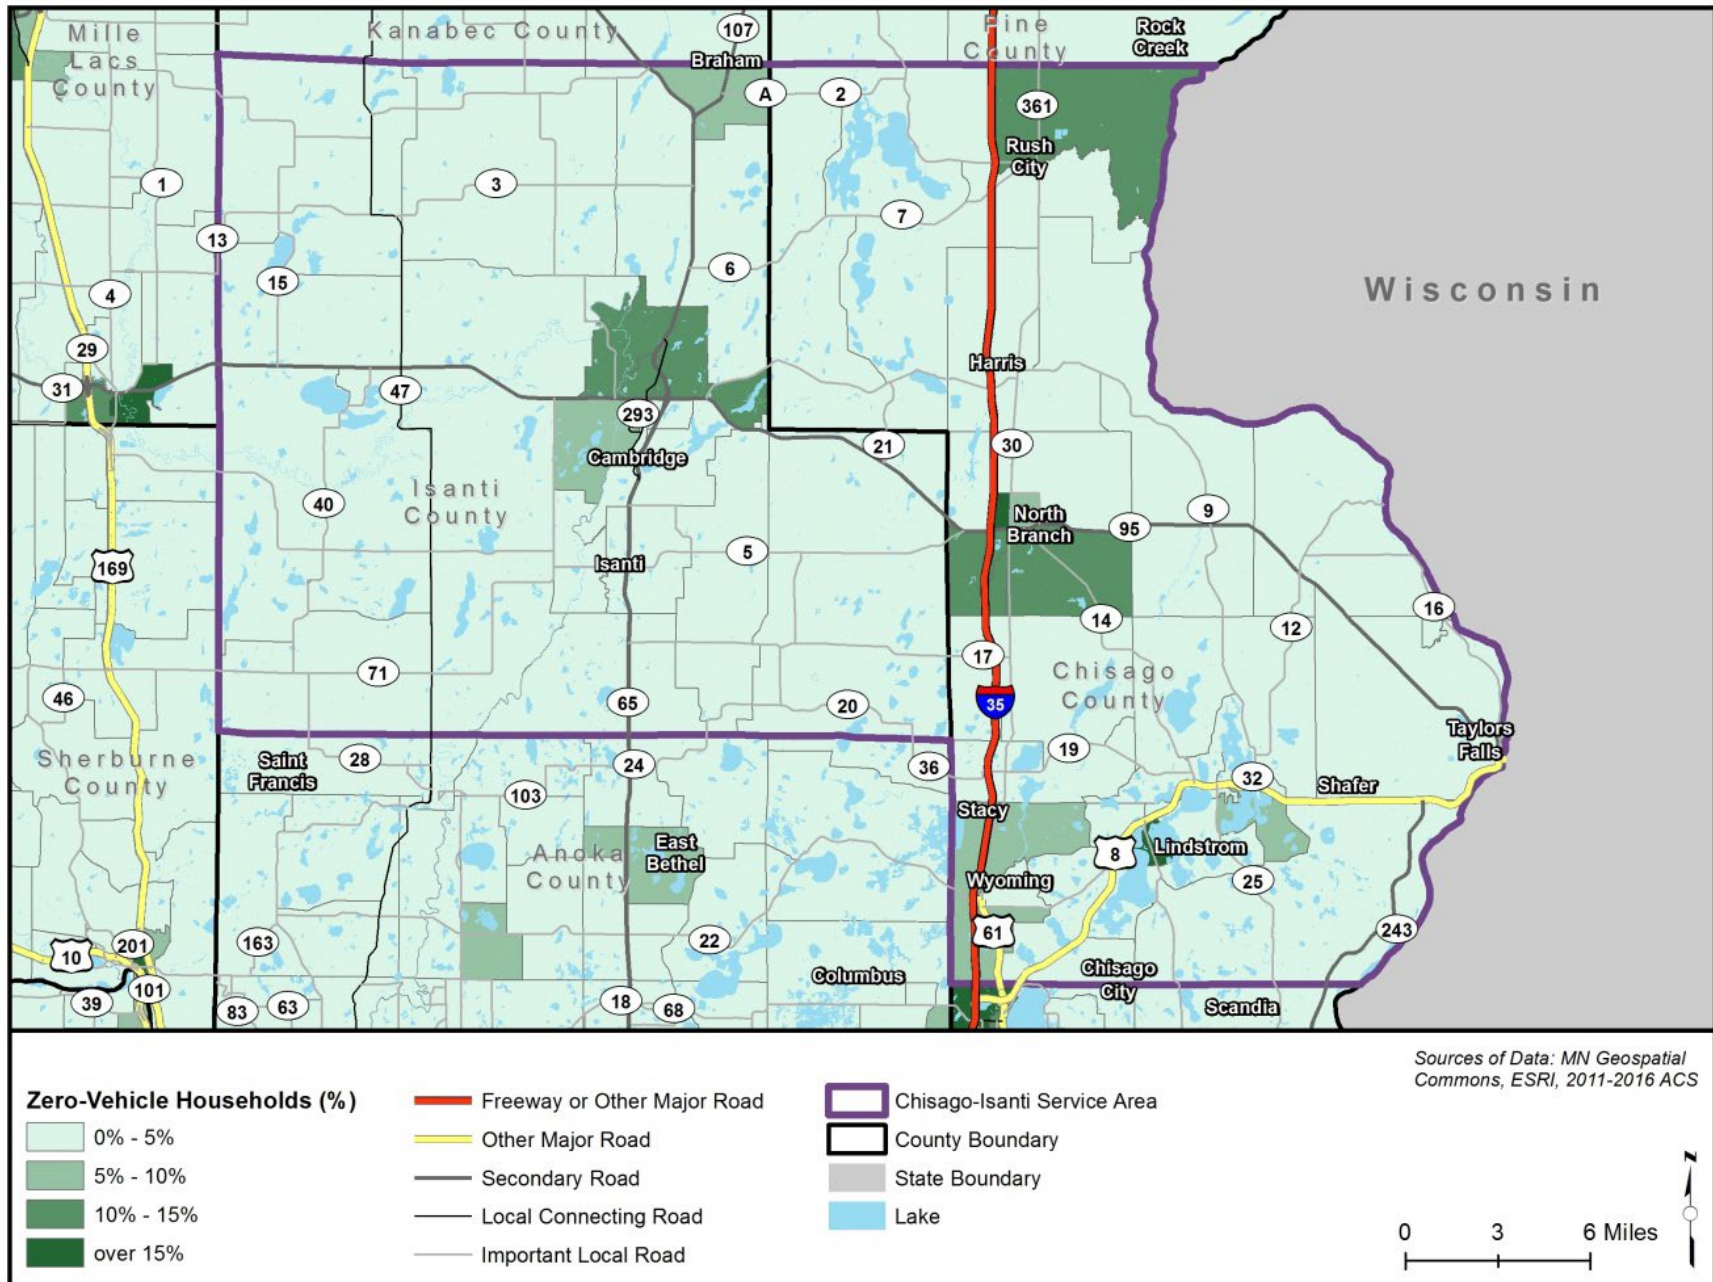 Mille
Lacs
County
Kanabec County
107
Braham
Pine
County
Rock
Creek
A
2
361
Rush
City
1
3
7
13
15
6
4
Wisconsin
29
31
47
Harris
293
Cambridge
21
30
Isanti
County
40
North
Branch
95
9
169
Isanti
5
14
12
16
17
71
46
Chisago
County
65
20
35
Taylors
Falls
Sherburne
County
Saint
Francis
28
24
36
19
32
Shafer
103
Stacy
Anoka
County
East
Bethel
8
Lindstrom
Wyoming
25
201
163
22
61
243
10
Columbus
Chisago
City
101
39
83
63
18
68
Scandia
Sources of Data: MN Geospatial
Commons, ESRI, 2011-2016 ACS
Zero-Vehicle Households (%)
0% - 5%
5% - 10%
10% - 15%
over 15%
Freeway or Other Major Road
Other Major Road
Secondary Road
Local Connecting Road
Important Local Road
Chisago-Isanti Service Area
County Boundary
State Boundary
Lake
N
0 3 6 Miles